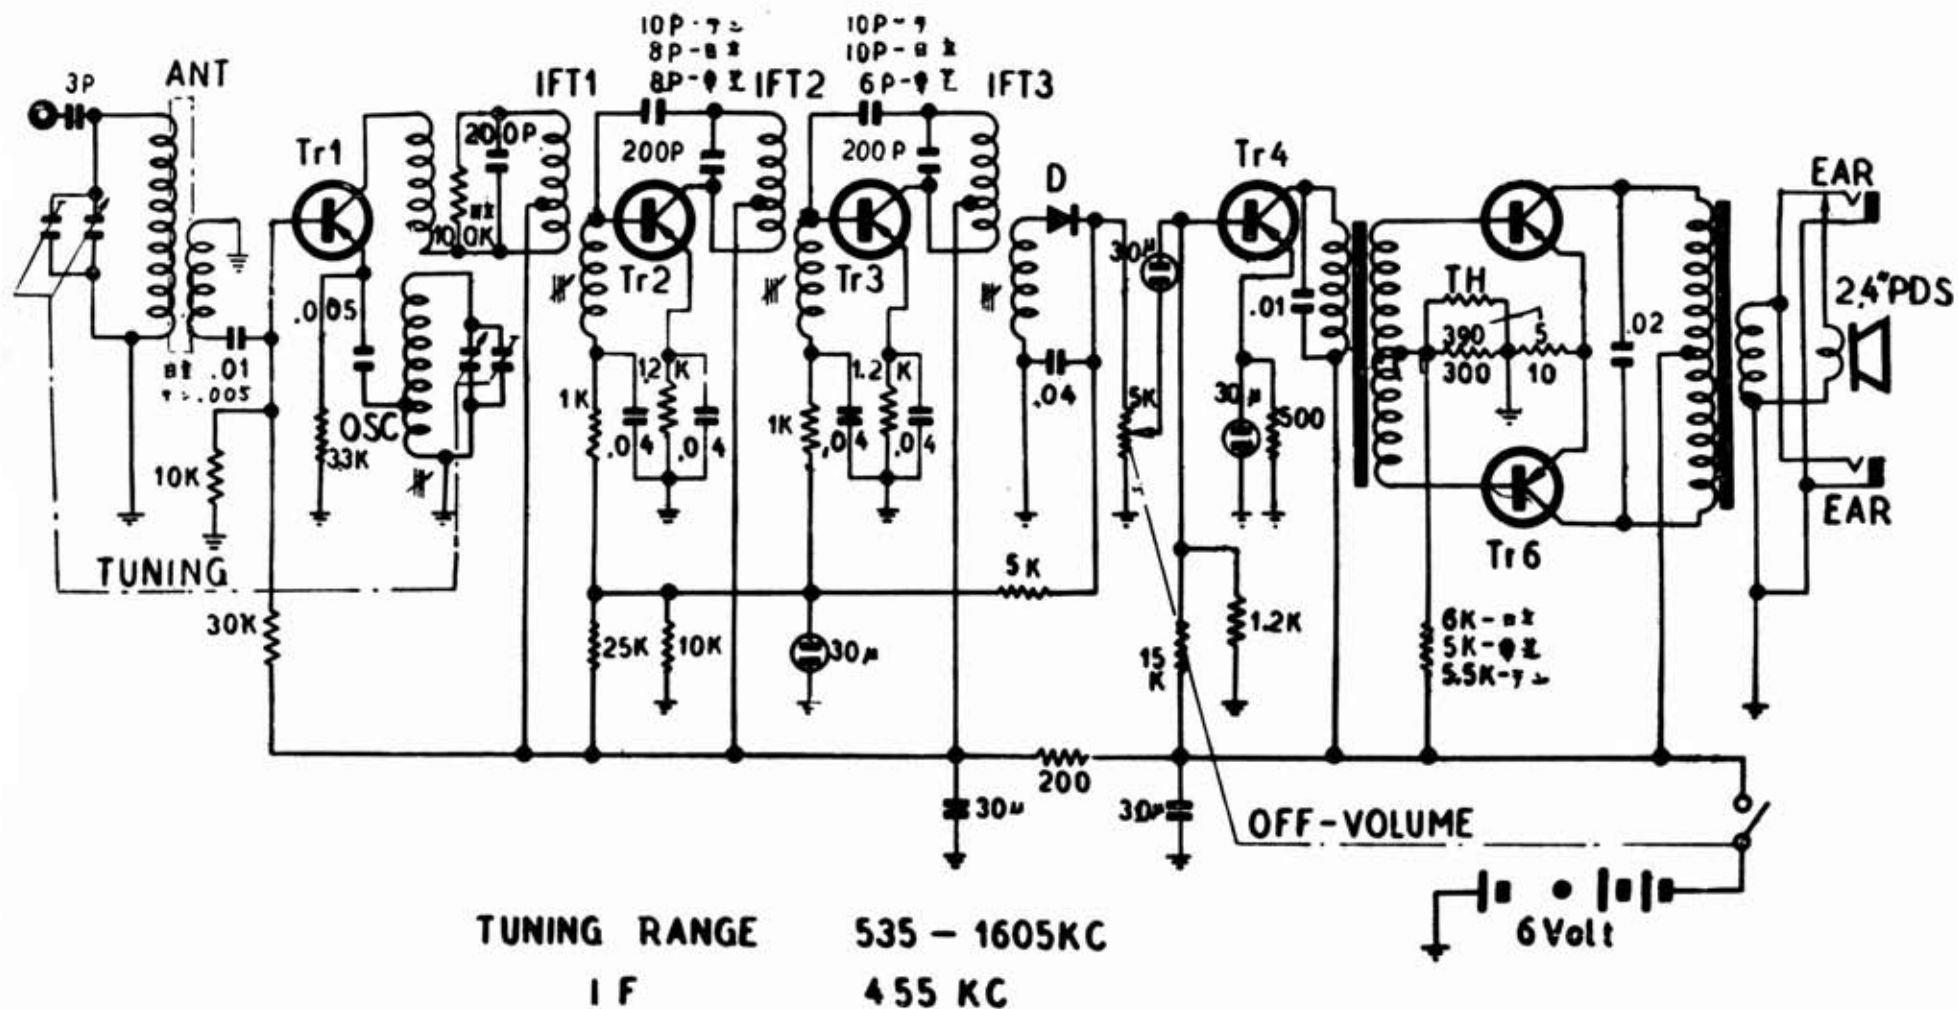 10P-
8P-
8P-
10P-
10P-
6P-
3P
ANT
IFT1
IFT2
IFT3
Tr1
200P
200P
200P
D
Tr4
EAR
100K
Tr2
Tr3
30μ
.01
TH
2,4"PDS
.005
390
5
.02
300
10
.01
.005
1K
1.2K
1K
1.2K
.04
5K
30μ
500
OSC
3.3K
.04
.04
.04
.04
10K
EAR
Tr6
TUNING
5K
30K
25K
10K
30μ
15
K
1.2K
6K-
5K-
5.5K-
200
30μ
30μ
OFF-VOLUME
6 Volt
TUNING RANGE 535 – 1605KC
IF 455 KC